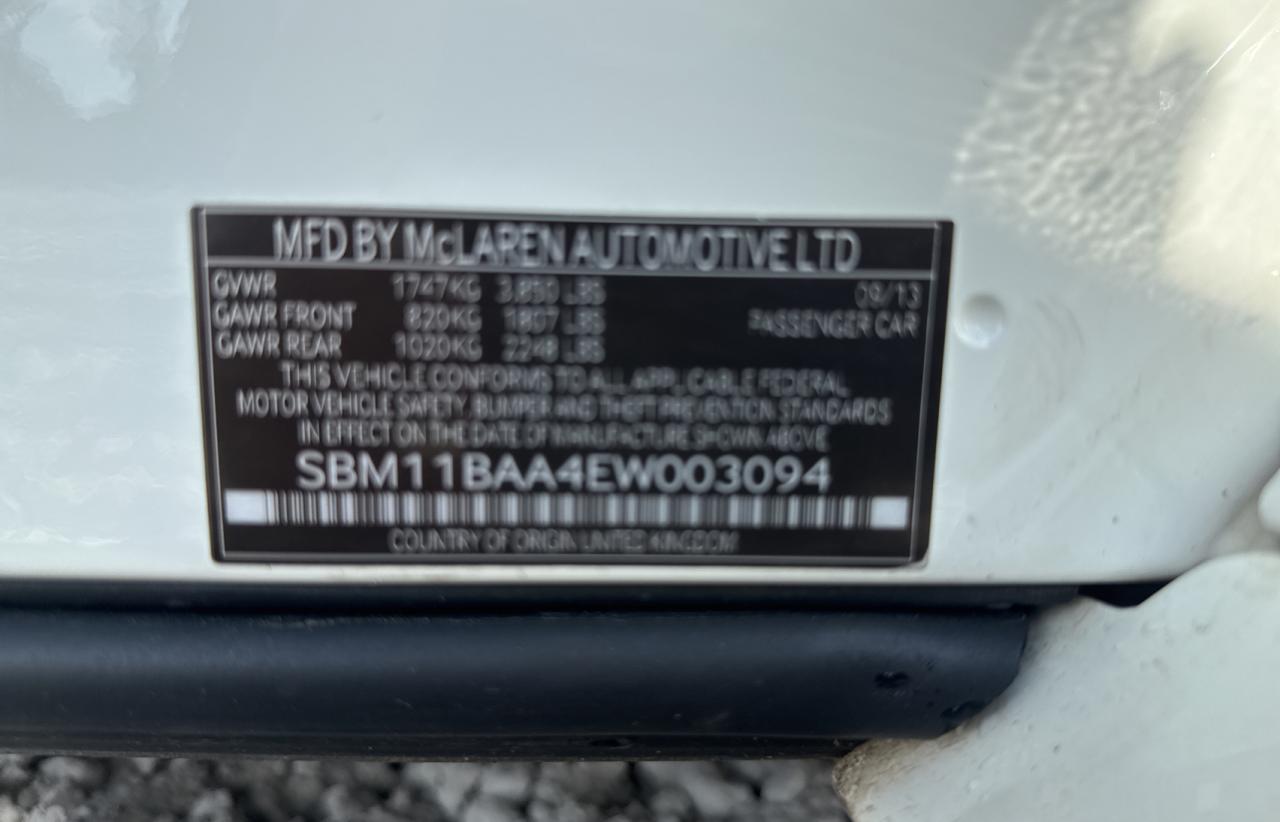 MFD BY McLAREN AUTOMOTIVE LTD
GVWR 1747KG 3,850 LBS 09/13
GAWR FRONT 820KG 1807 LBS PASSENGER CAR
GAWR REAR 1020KG 2248 LBS
THIS VEHICLE CONFORMS TO ALL APPLICABLE FEDERAL
MOTOR VEHICLE SAFETY, BUMPER AND THEFT PREVENTION STANDARDS
IN EFFECT ON THE DATE OF MANUFACTURE SHOWN ABOVE
SBM11BAA4EW003094
COUNTRY OF ORIGIN UNITED KINGDOM